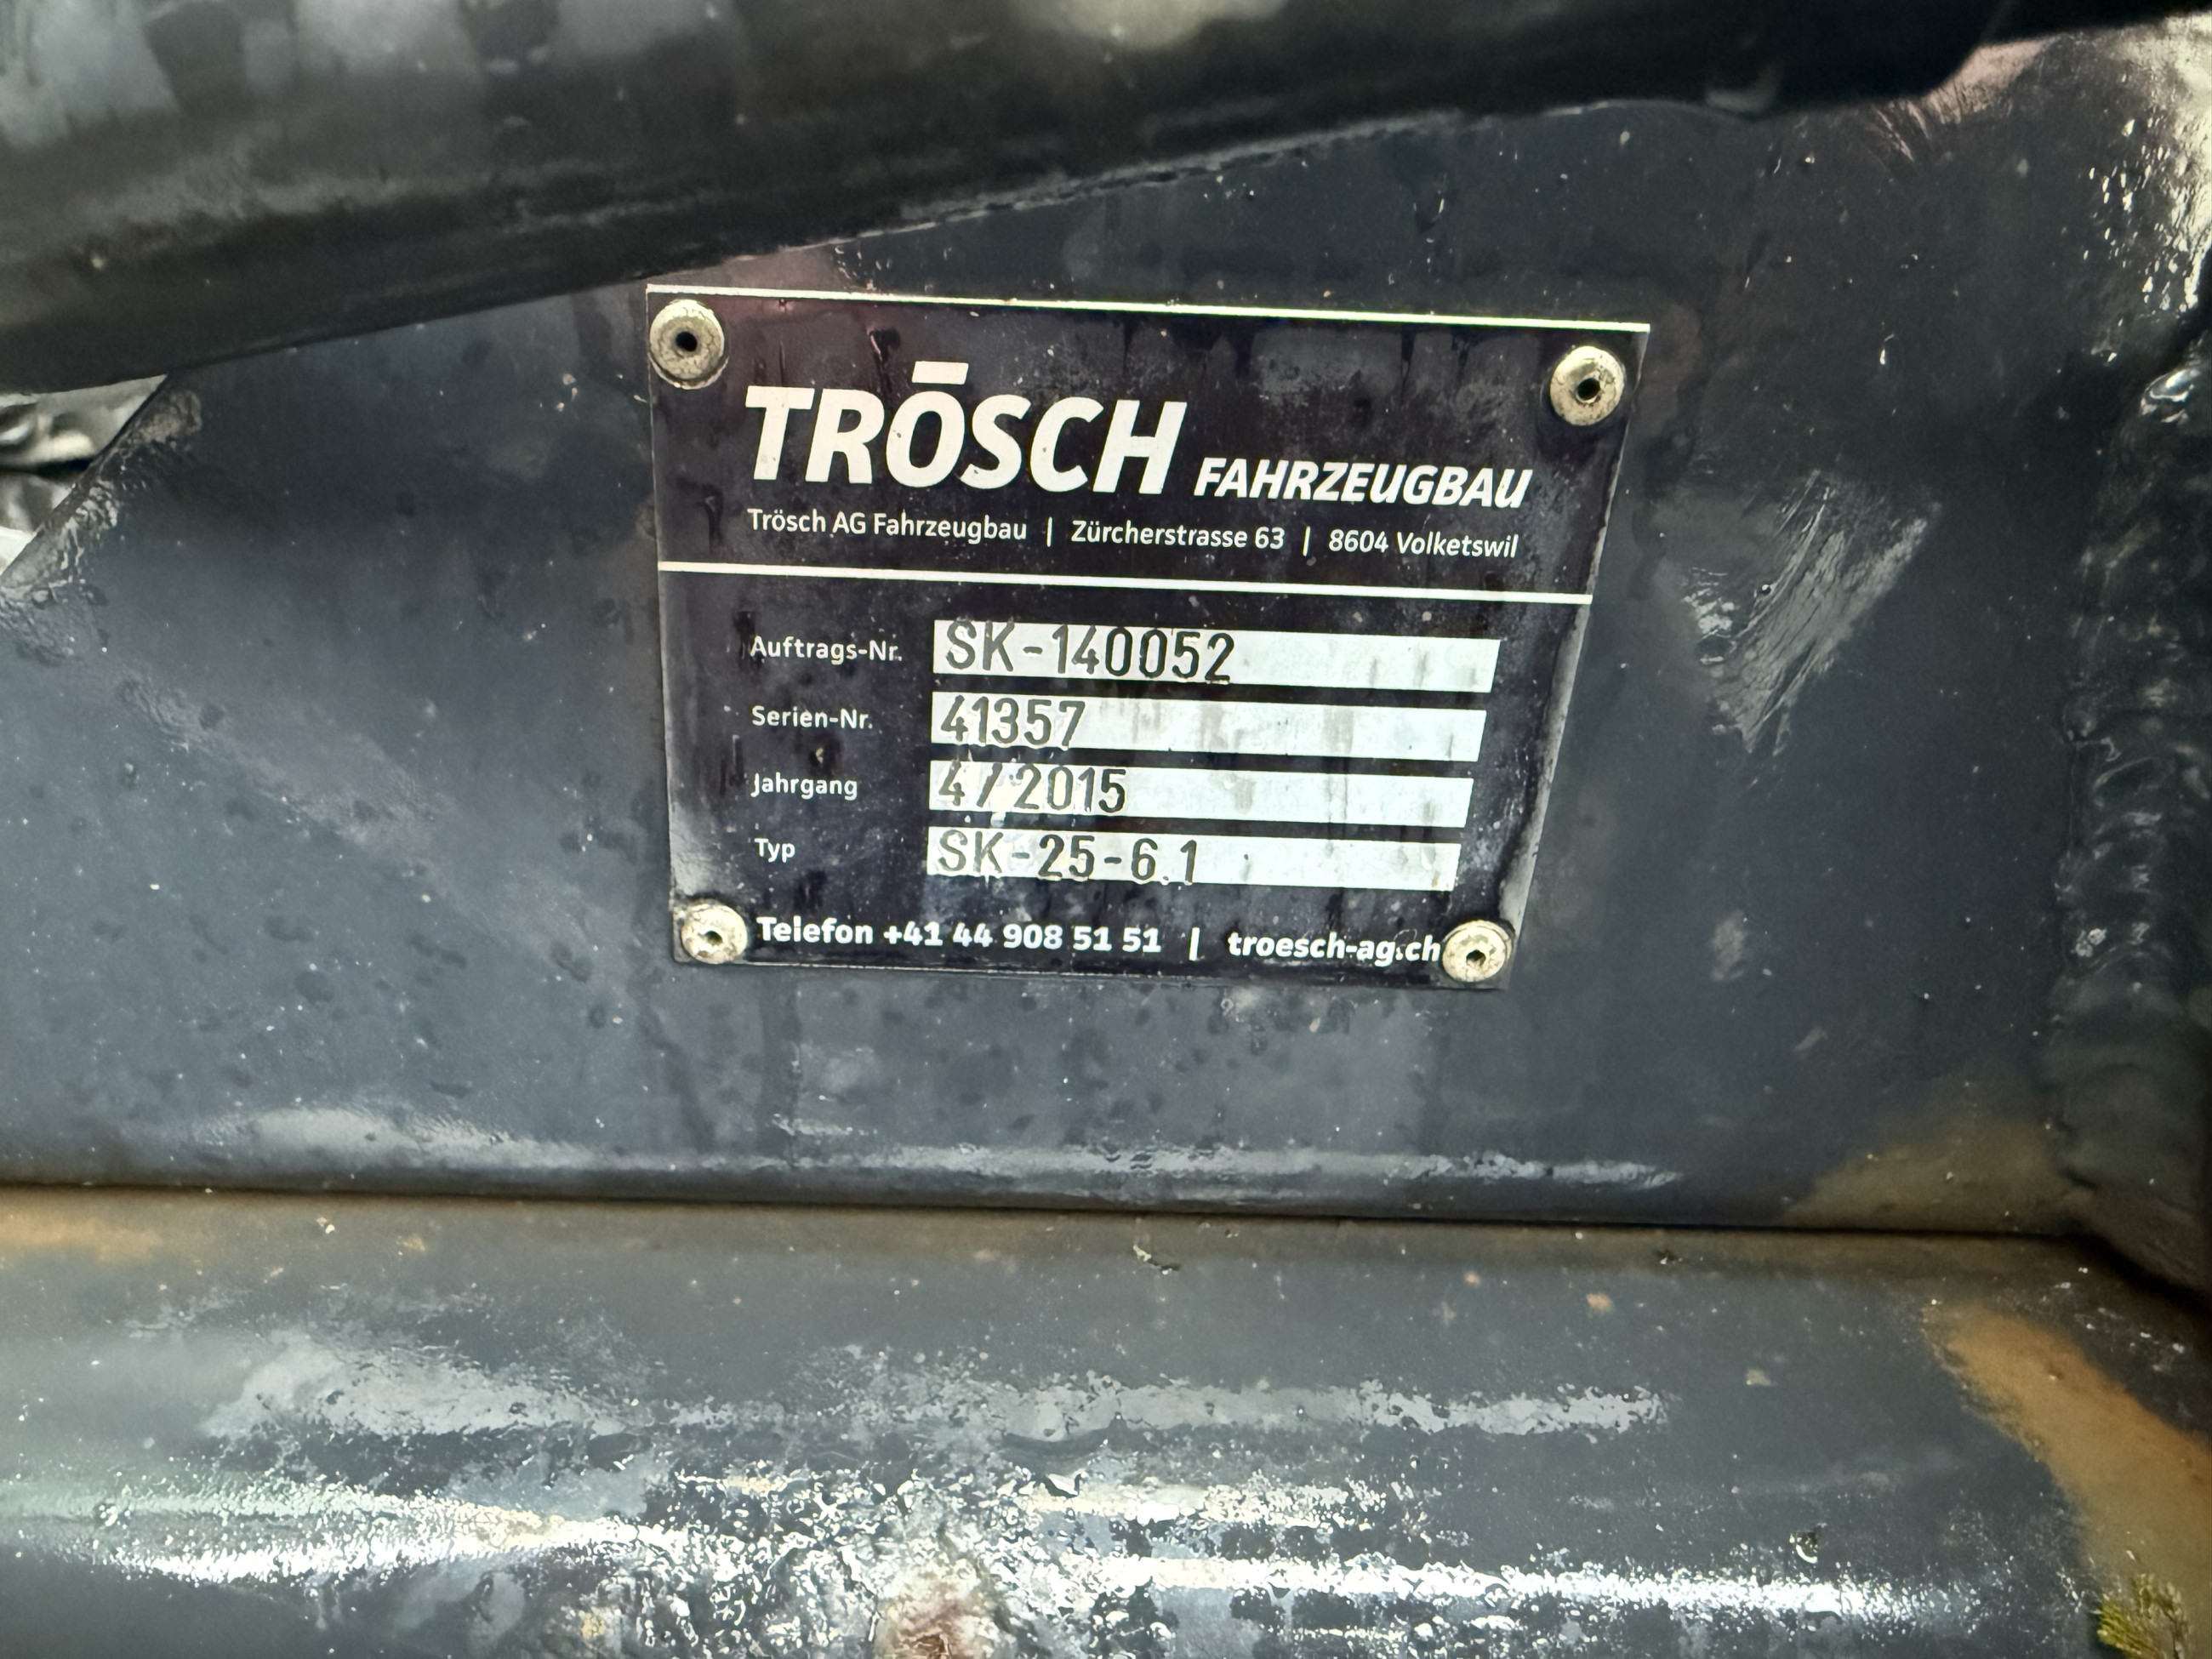 TRÖSCH FAHRZEUGBAU
Trösch AG Fahrzeugbau | Zürcherstrasse 63 | 8604 Volketswil
Auftrags-Nr. SK-140052
Serien-Nr. 41357
Jahrgang 4/2015
Typ SK-25-6.1
Telefon +41 44 908 51 51 | troesch-ag.ch